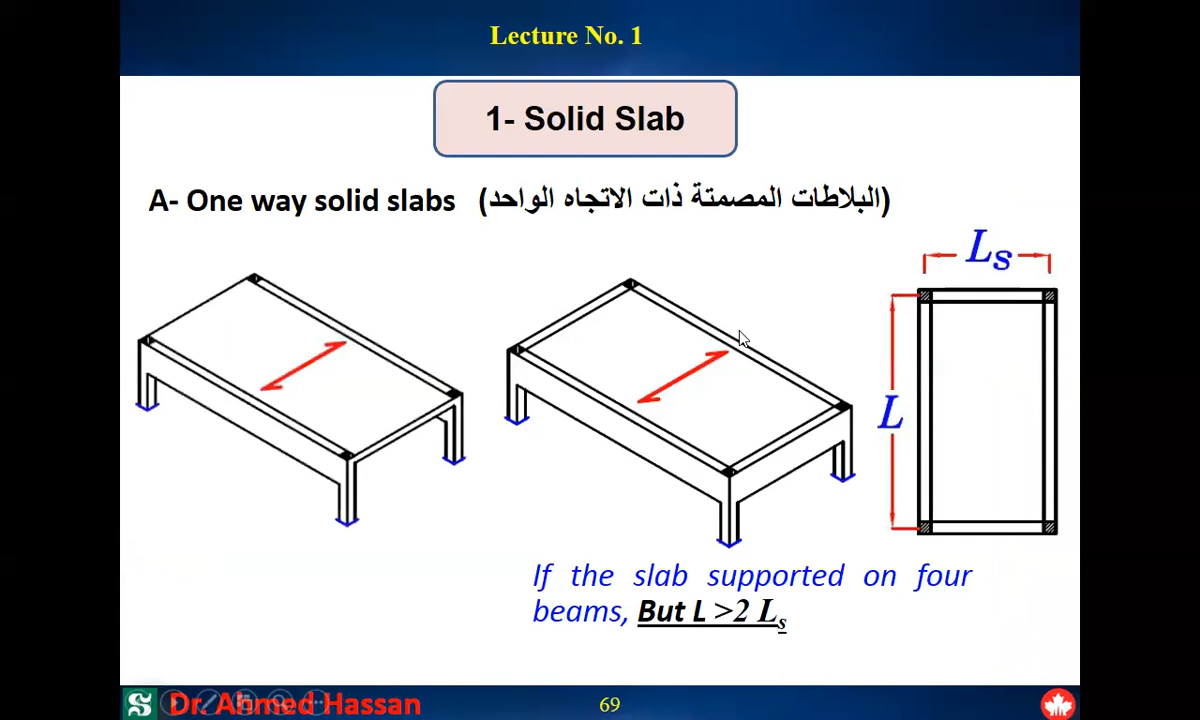 Lecture No. 1
1- Solid Slab
A- One way solid slabs (البلاطات المصمتة ذات الاتجاه الواحد)
Ls
L
If the slab supported on four
beams, But L >2 Ls
Dr. Ahmed Hassan
69